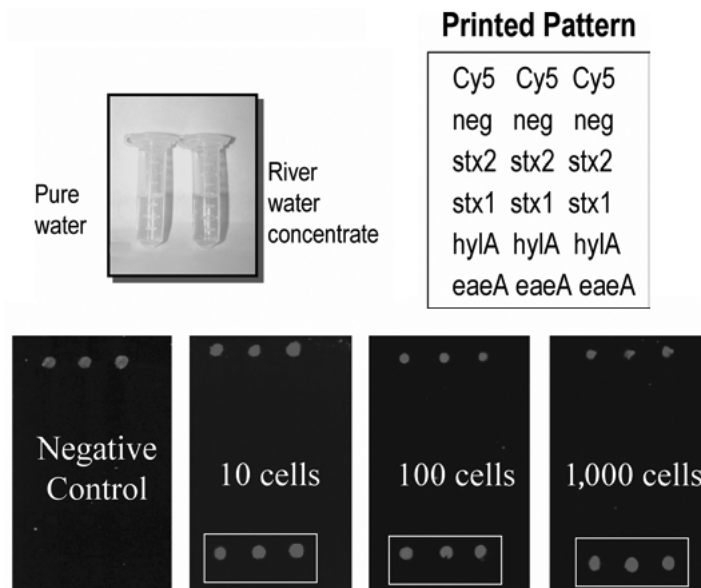 Printed Pattern
Cy5 Cy5 Cy5
neg neg neg
stx2 stx2 stx2
stx1 stx1 stx1
hylA hylA hylA
eaeA eaeA eaeA
Pure
water
River
water
concentrate
Negative
Control
10 cells
100 cells
1,000 cells